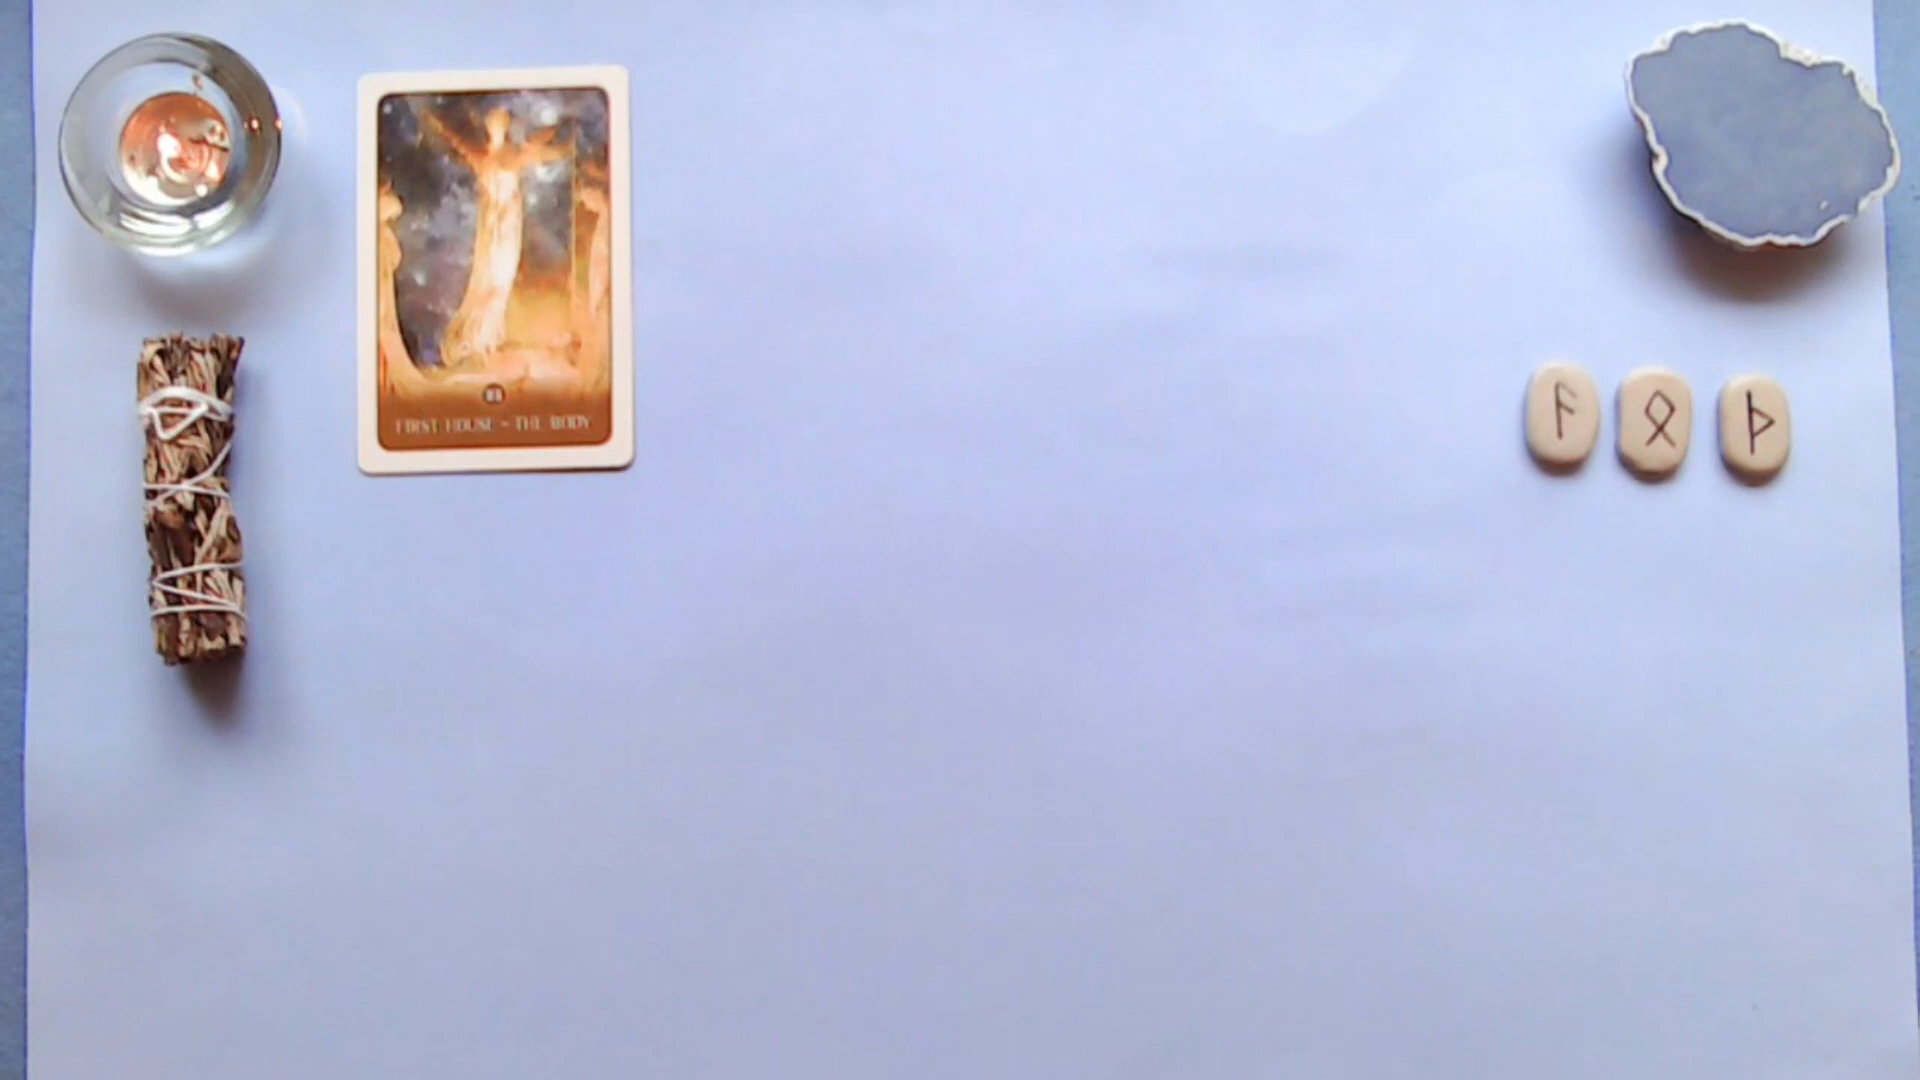 FIRST HOUSE ~ THE BODY
ᚨ ᛟ ᚦ